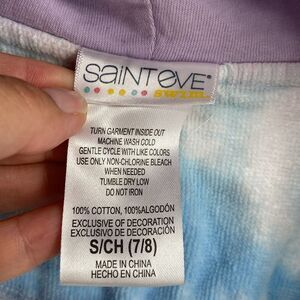 saint eve®
swim
TURN GARMENT INSIDE OUT
MACHINE WASH COLD
GENTLE CYCLE WITH LIKE COLORS
USE ONLY NON-CHLORINE BLEACH
WHEN NEEDED
TUMBLE DRY LOW
DO NOT IRON
100% COTTON, 100%ALGODÓN
EXCLUSIVE OF DECORATION
EXCLUSIVO DE DECORACIÓN
S/CH (7/8)
MADE IN CHINA
HECHO EN CHINA